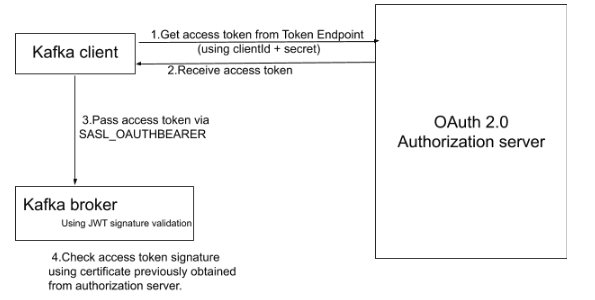 1.Get access token from Token Endpoint
(using clientId + secret)
Kafka client
2.Receive access token
OAuth 2.0
Authorization server
3.Pass access token via
SASL_OAUTHBEARER
Kafka broker
Using JWT signature validation
4.Check access token signature
using certificate previously obtained
from authorization server.